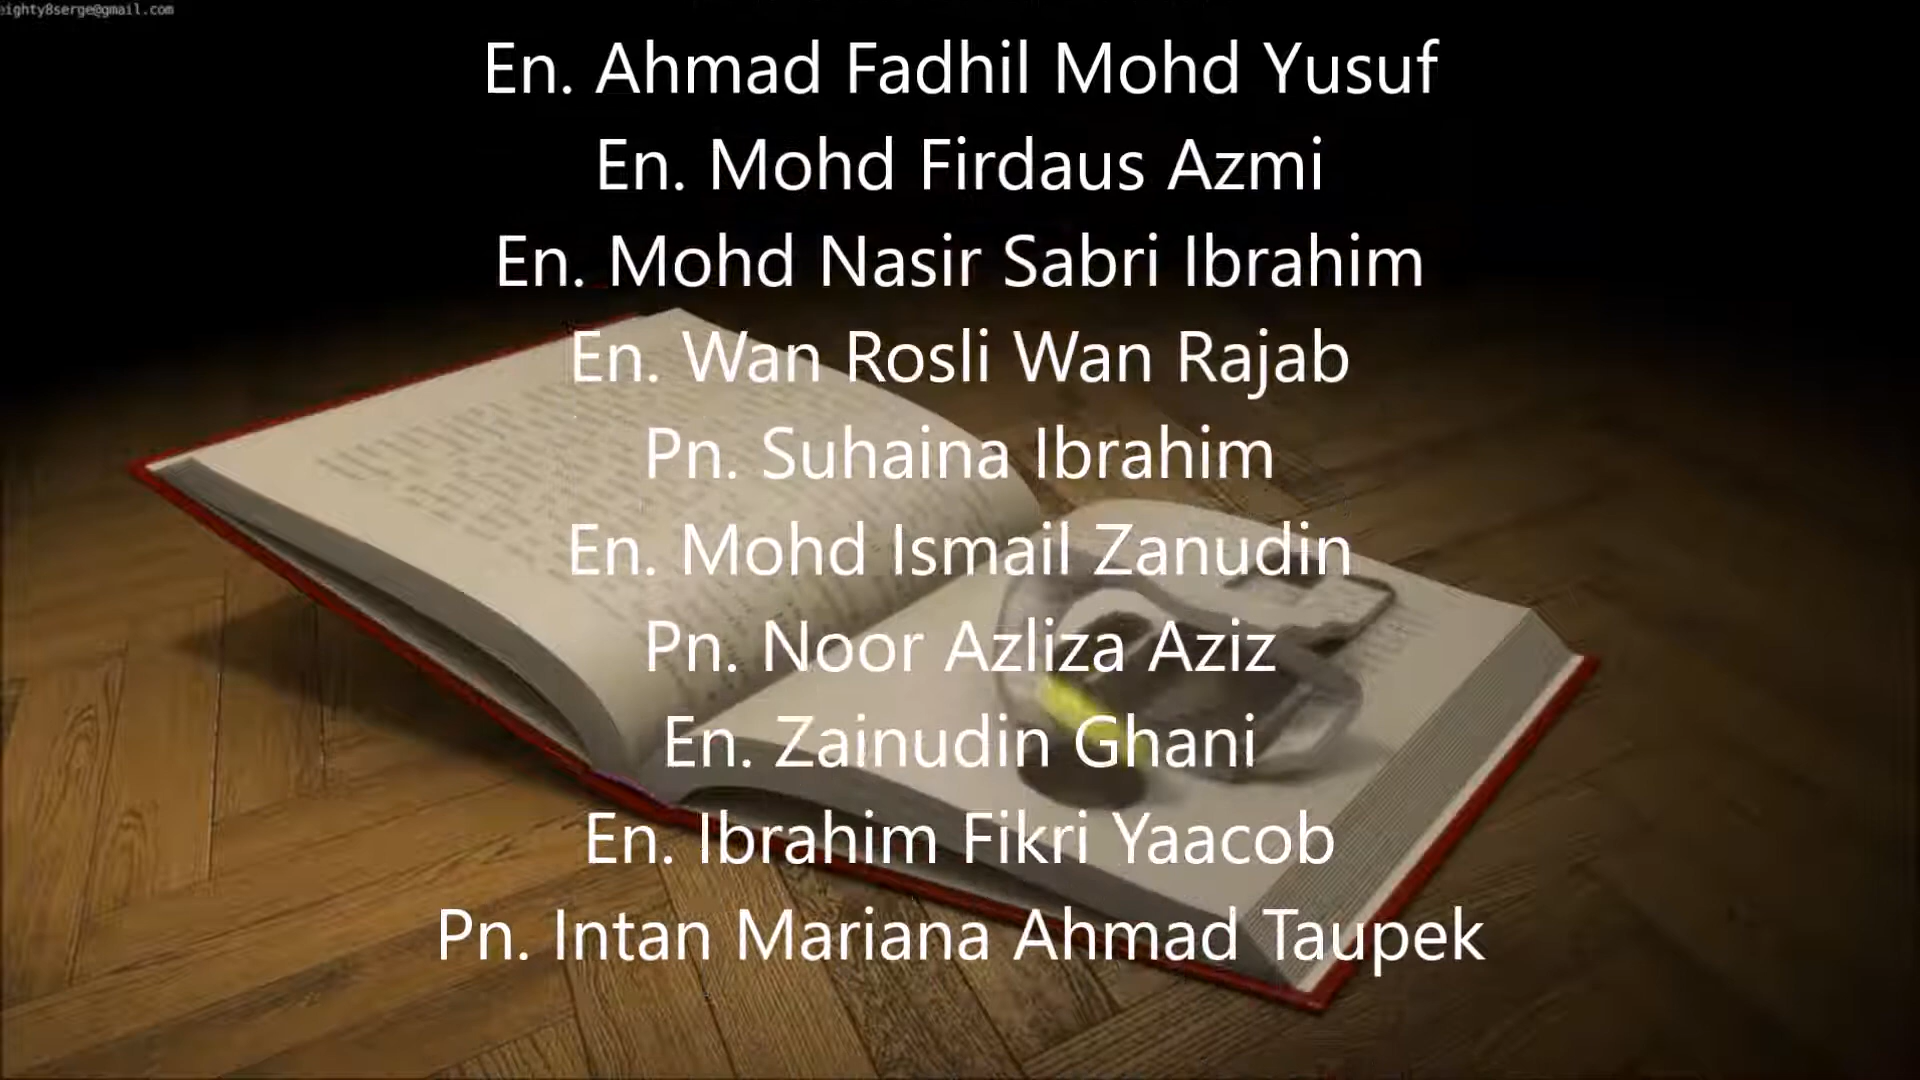 eighty8serge@gmail.com
En. Ahmad Fadhil Mohd Yusuf
En. Mohd Firdaus Azmi
En. Mohd Nasir Sabri Ibrahim
En. Wan Rosli Wan Rajab
Pn. Suhaina Ibrahim
En. Mohd Ismail Zanudin
Pn. Noor Azliza Aziz
En. Zainudin Ghani
En. Ibrahim Fikri Yaacob
Pn. Intan Mariana Ahmad Taupek